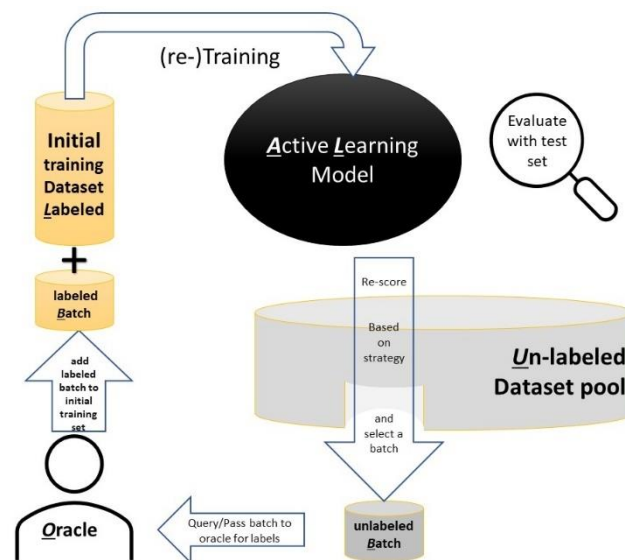 (re-)Training
Initial
training
Dataset
Labeled
+
labeled
Batch
add
labeled
batch to
initial
training
set
Oracle
Active Learning
Model
Evaluate
with test
set
Re-score
Based
on
strategy
and
select a
batch
Un-labeled
Dataset pool
Query/Pass batch to
oracle for labels
unlabeled
Batch